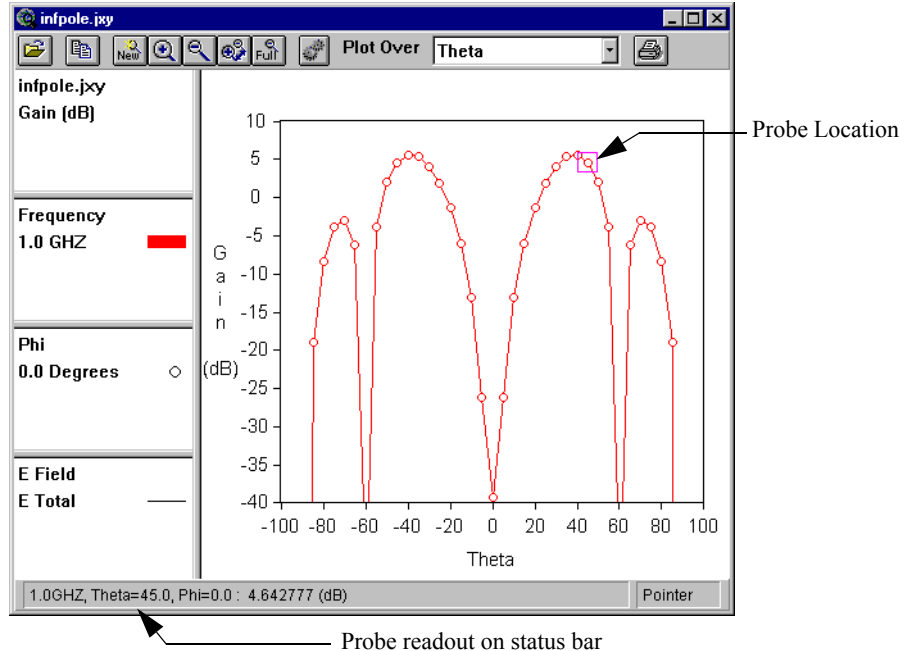 infpole.jxy
New
Full
Plot Over
Theta
infpole.jxy
Gain (dB)
Frequency
1.0 GHZ
Phi
0.0 Degrees
E Field
E Total
10
5
0
-5
-10
-15
-20
-25
-30
-35
-40
Gain
(dB)
-100 -80 -60 -40 -20 0 20 40 60 80 100
Theta
Probe Location
1.0GHZ, Theta=45.0, Phi=0.0 : 4.642777 (dB)
Pointer
Probe readout on status bar